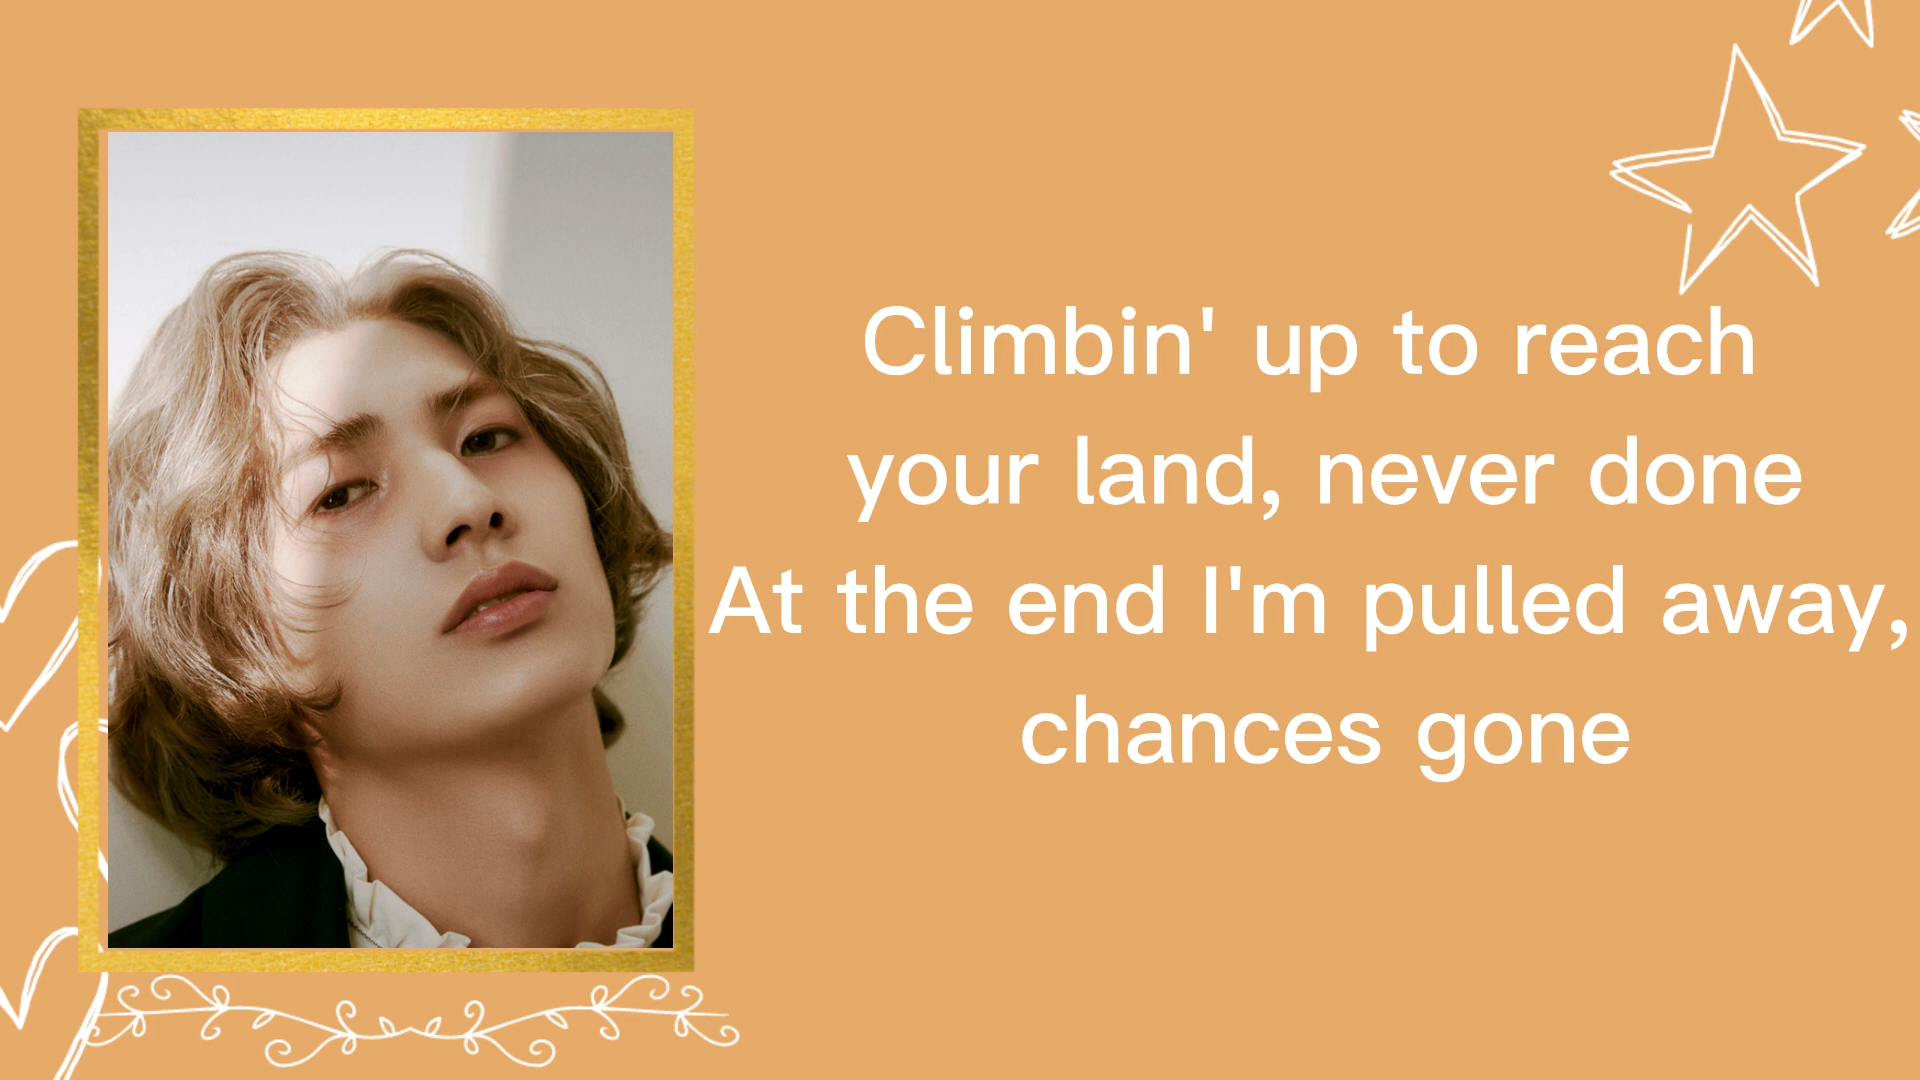 Climbin' up to reach
your land, never done
At the end I'm pulled away,
chances gone